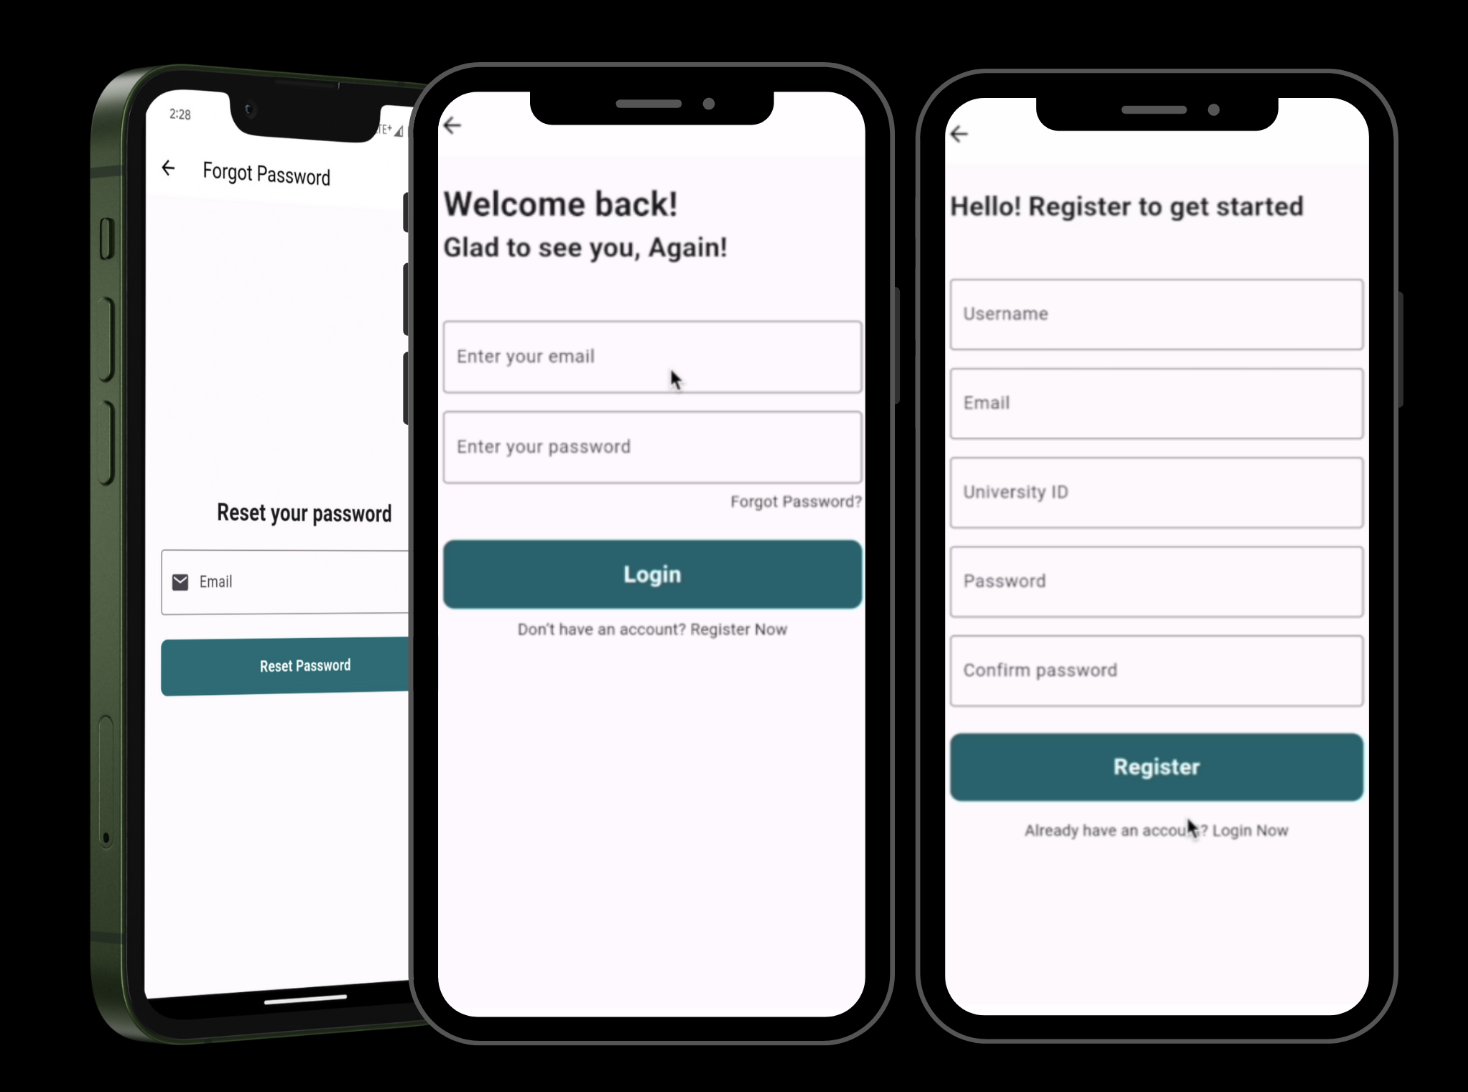 2:28
Forgot Password
Reset your password
Email
Reset Password
Welcome back!
Glad to see you, Again!
Enter your email
Enter your password
Forgot Password?
Login
Don't have an account? Register Now
Hello! Register to get started
Username
Email
University ID
Password
Confirm password
Register
Already have an account? Login Now